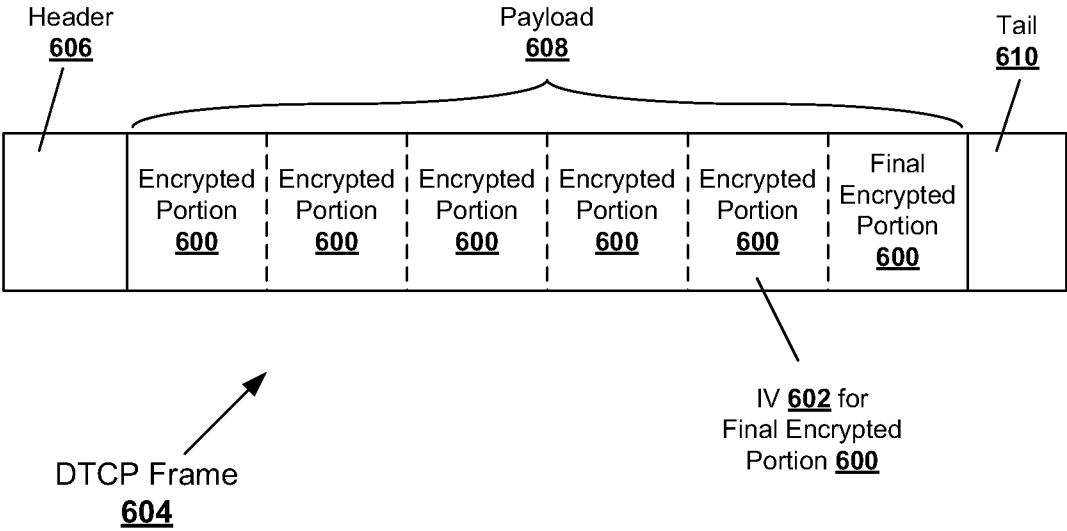 Header
606
Payload
608
Tail
610
Encrypted
Portion
600
Encrypted
Portion
600
Encrypted
Portion
600
Encrypted
Portion
600
Encrypted
Portion
600
Final
Encrypted
Portion
600
IV 602 for
Final Encrypted
Portion 600
DTCP Frame
604